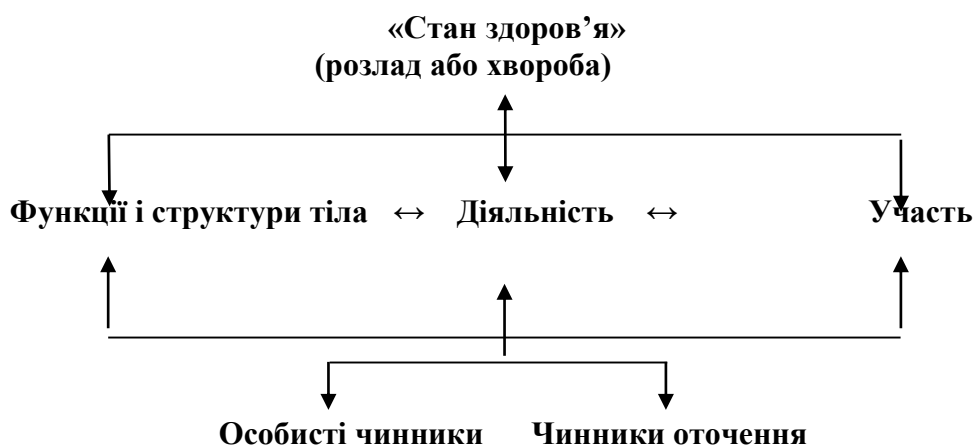 «Стан здоров’я»
(розлад або хвороба)
Функції і структури тіла ↔ Діяльність ↔ Участь
Особисті чинники Чинники оточення